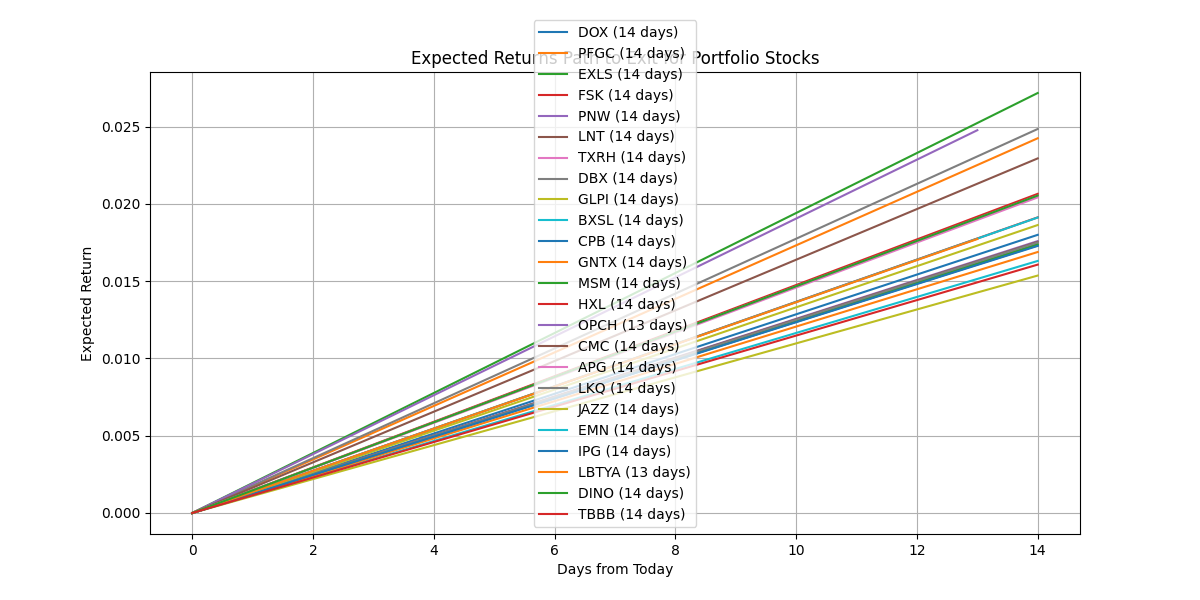 Expected Returns Path to Exit for Portfolio Stocks
DOX (14 days)
PFGC (14 days)
EXLS (14 days)
FSK (14 days)
PNW (14 days)
LNT (14 days)
TXRH (14 days)
DBX (14 days)
GLPI (14 days)
BXSL (14 days)
CPB (14 days)
GNTX (14 days)
MSM (14 days)
HXL (14 days)
OPCH (13 days)
CMC (14 days)
APG (14 days)
LKQ (14 days)
JAZZ (14 days)
EMN (14 days)
IPG (14 days)
LBTYA (13 days)
DINO (14 days)
TBBB (14 days)
Expected Return
0.025
0.020
0.015
0.010
0.005
0.000
0 2 4 6 8 10 12 14
Days from Today